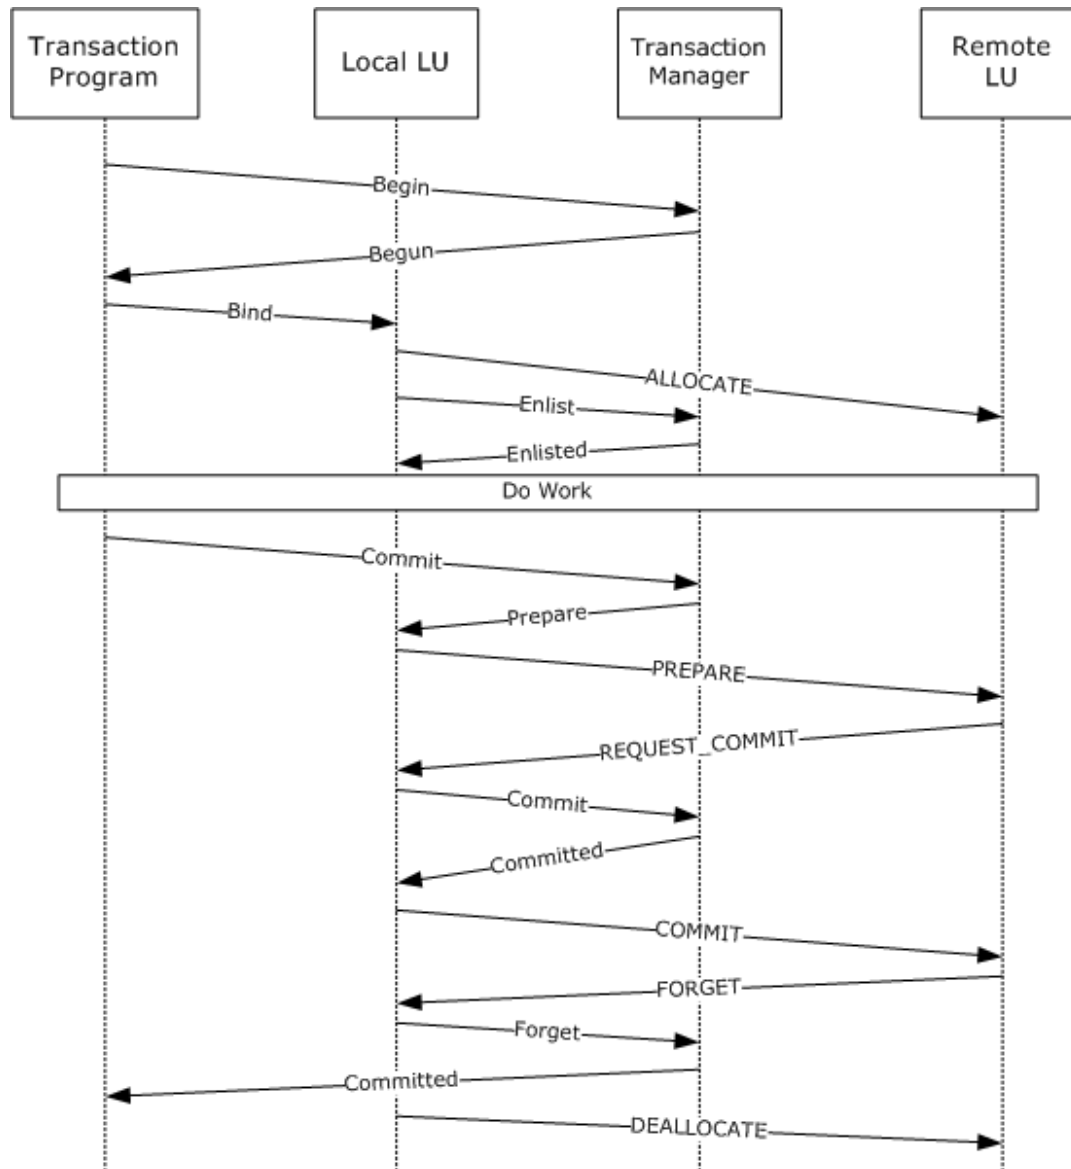 Transaction
Program
Local LU
Transaction
Manager
Remote
LU
Begin
Begun
Bind
ALLOCATE
Enlist
Enlisted
Do Work
Commit
Prepare
PREPARE
REQUEST_COMMIT
Commit
Committed
COMMIT
FORGET
Forget
Committed
DEALLOCATE